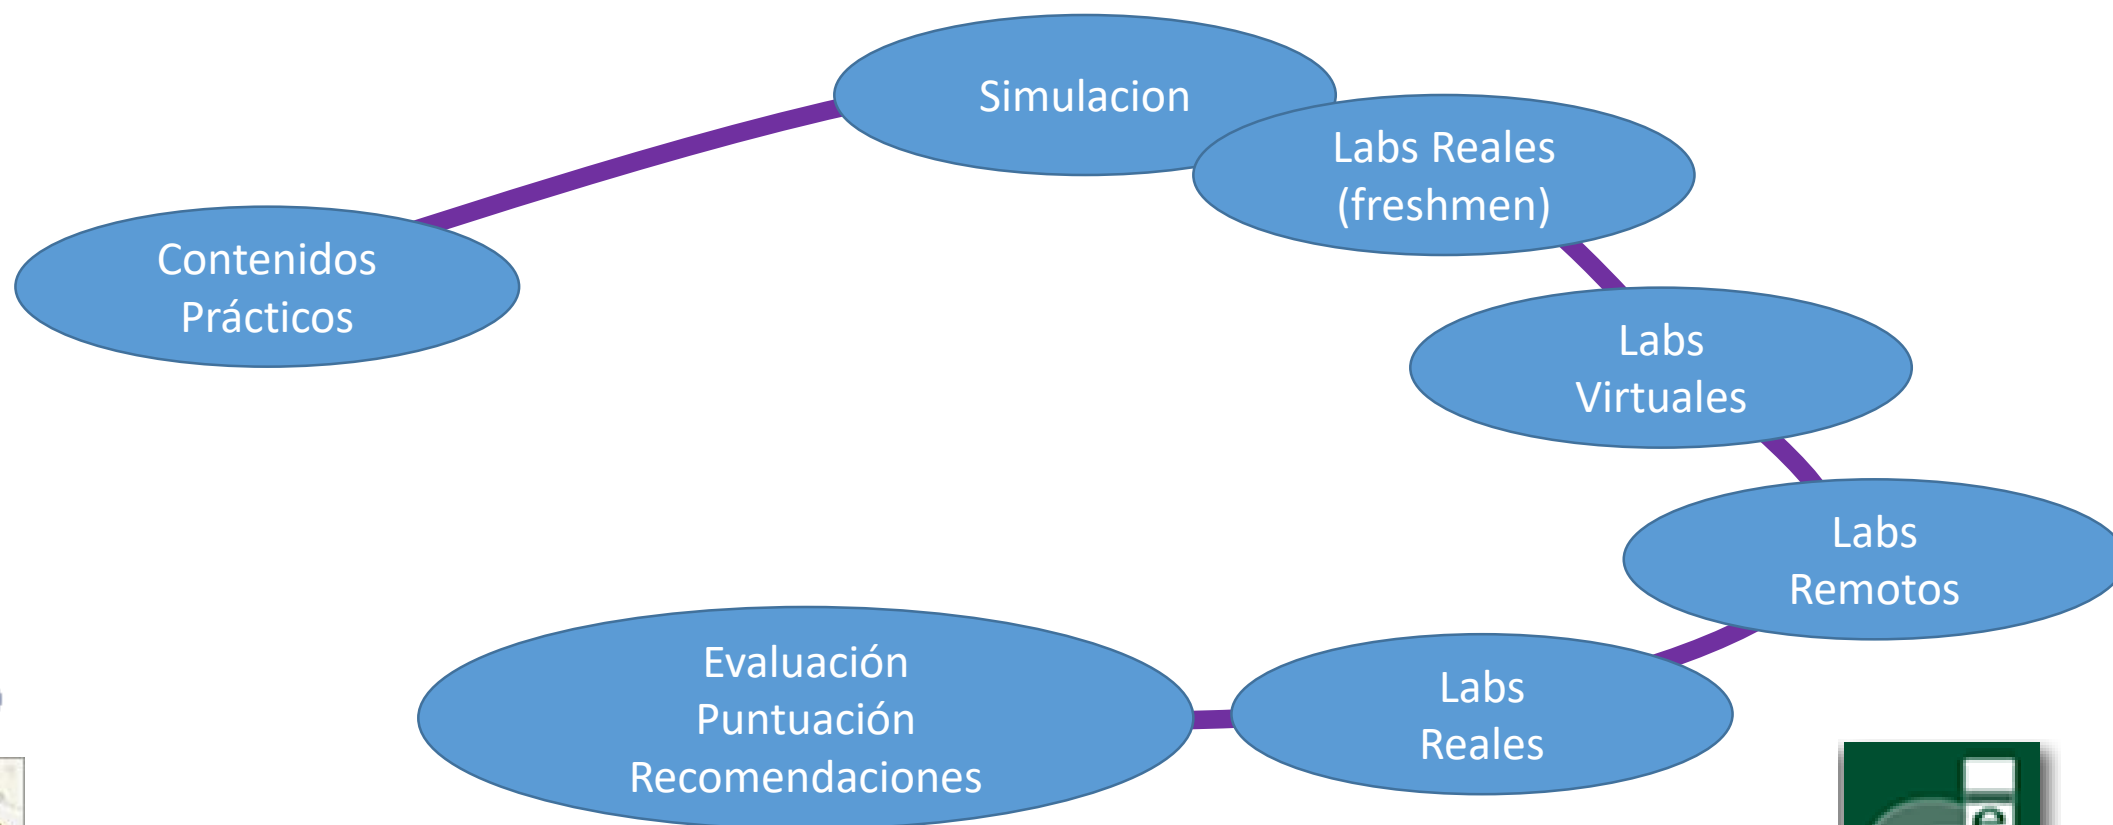 Simulacion
Labs Reales
(freshmen)
Contenidos
Prácticos
Labs
Virtuales
Labs
Remotos
Labs
Reales
Evaluación
Puntuación
Recomendaciones
e